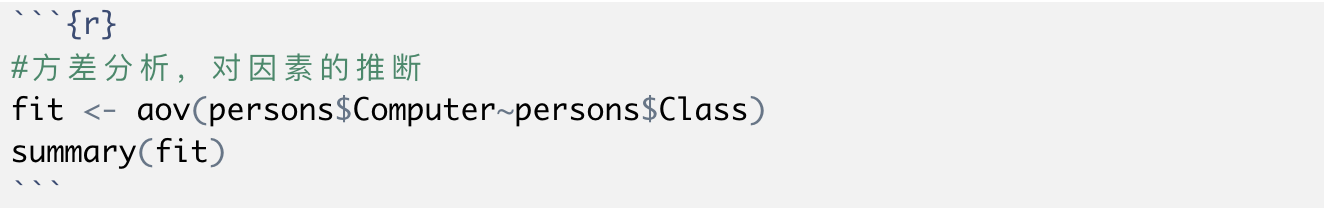 ```{r}
#方差分析，对因素的推断
fit <- aov(persons$Computer~persons$Class)
summary(fit)
```